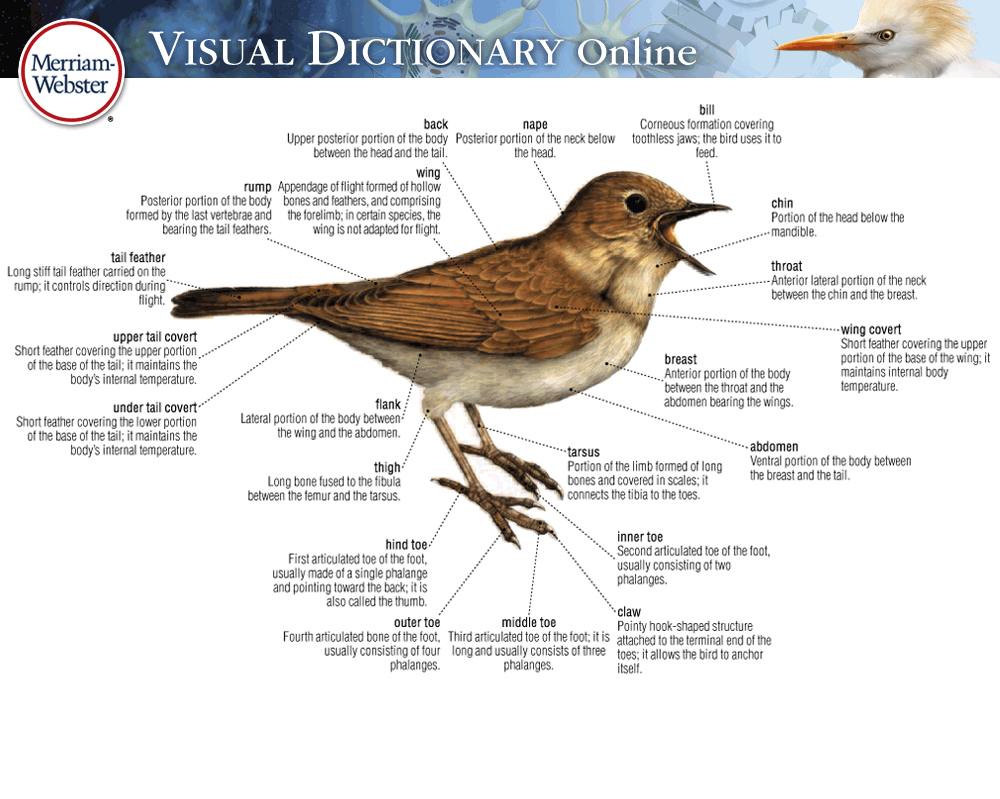 Merriam-
Webster
®
VISUAL DICTIONARY Online
back
Upper posterior portion of the body
between the head and the tail.
nape
Posterior portion of the neck below
the head.
bill
Corneous formation covering
toothless jaws; the bird uses it to
feed.
wing
Appendage of flight formed of hollow
bones and feathers, and comprising
the forelimb; in certain species, the
wing is not adapted for flight.
rump
Posterior portion of the body
formed by the last vertebrae and
bearing the tail feathers.
chin
Portion of the head below the
mandible.
tail feather
Long stiff tail feather carried on the
rump; it controls direction during
flight.
throat
Anterior lateral portion of the neck
between the chin and the breast.
upper tail covert
Short feather covering the upper portion
of the base of the tail; it maintains the
body's internal temperature.
wing covert
Short feather covering the upper
portion of the base of the wing; it
maintains internal body
temperature.
breast
Anterior portion of the body
between the throat and the
abdomen bearing the wings.
under tail covert
Short feather covering the lower portion
of the base of the tail; it maintains the
body's internal temperature.
flank
Lateral portion of the body between
the wing and the abdomen.
abdomen
Ventral portion of the body between
the breast and the tail.
thigh
Long bone fused to the fibula
between the femur and the tarsus.
tarsus
Portion of the limb formed of long
bones and covered in scales; it
connects the tibia to the toes.
hind toe
First articulated toe of the foot,
usually made of a single phalange
and pointing toward the back; it is
also called the thumb.
inner toe
Second articulated toe of the foot,
usually consisting of two
phalanges.
outer toe
Fourth articulated bone of the foot,
usually consisting of four
phalanges.
middle toe
Third articulated toe of the foot; it is
long and usually consists of three
phalanges.
claw
Pointy hook-shaped structure
attached to the terminal end of the
toes; it allows the bird to anchor
itself.